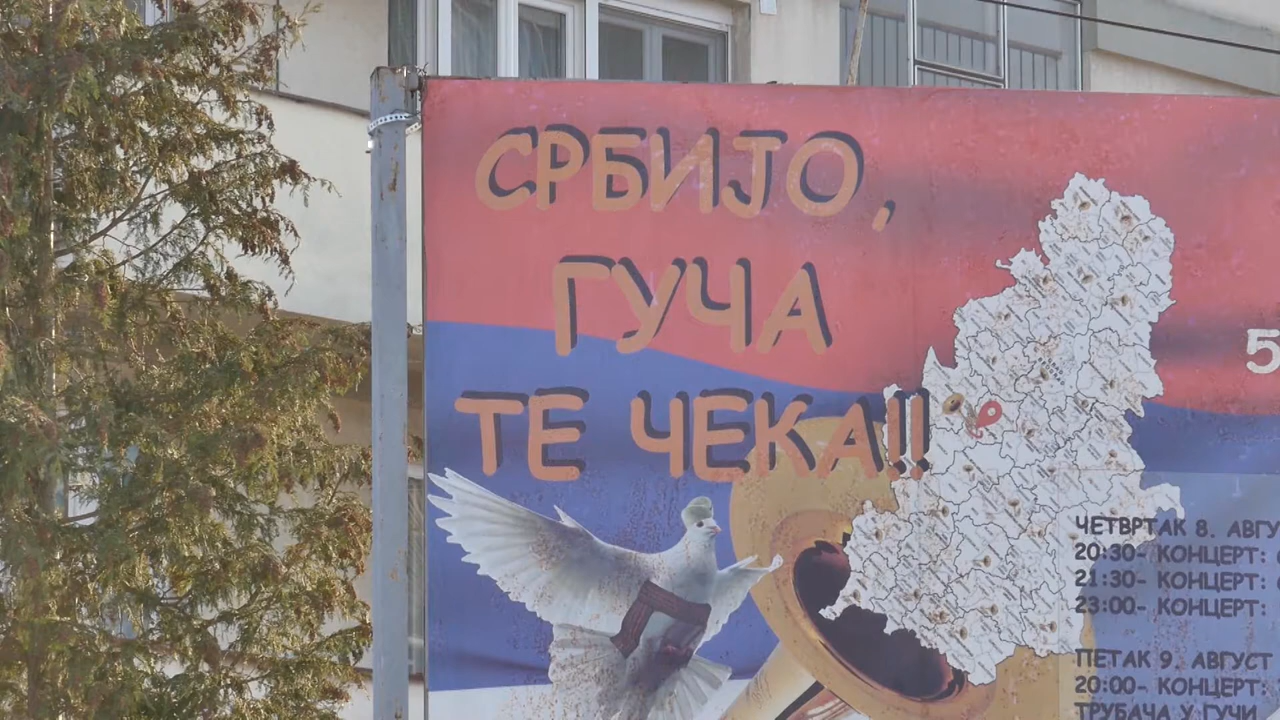 СРБИЈО,
ГУЧА
ТЕ ЧЕКА!!
5
ЧЕТВРТАК 8. АВГУ
20:30- КОНЦЕРТ:
21:30- КОНЦЕРТ:
23:00- КОНЦЕРТ:
ПЕТАК 9. АВГУСТ
20:00- КОНЦЕРТ:
ТРУБАЧА У ГУЧИ